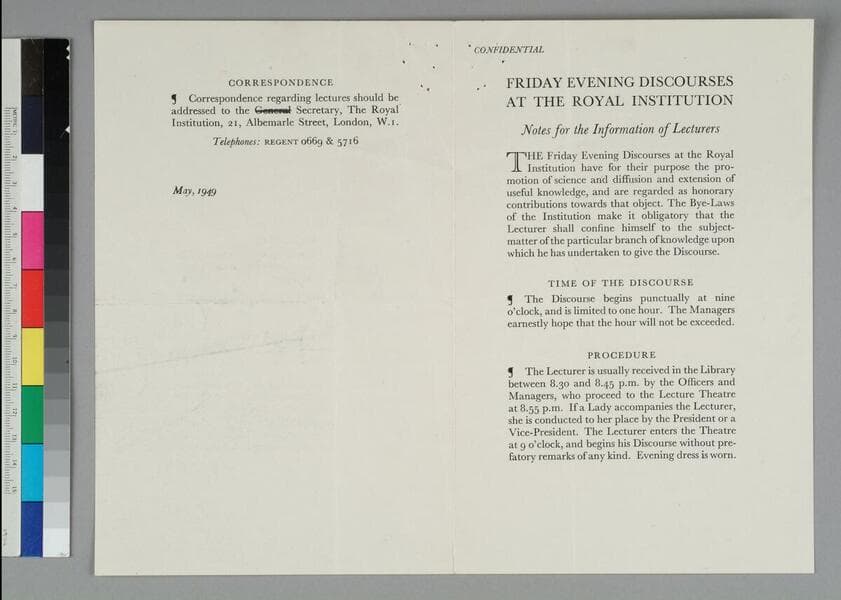 CORRESPONDENCE
¶ Correspondence regarding lectures should be
addressed to the General Secretary, The Royal
Institution, 21, Albemarle Street, London, W.1.
Telephones: REGENT 0669 & 5716
May, 1949
CONFIDENTIAL
FRIDAY EVENING DISCOURSES
AT THE ROYAL INSTITUTION
Notes for the Information of Lecturers
THE Friday Evening Discourses at the Royal
Institution have for their purpose the pro-
motion of science and diffusion and extension of
useful knowledge, and are regarded as honorary
contributions towards that object. The Bye-Laws
of the Institution make it obligatory that the
Lecturer shall confine himself to the subject-
matter of the particular branch of knowledge upon
which he has undertaken to give the Discourse.
TIME OF THE DISCOURSE
¶ The Discourse begins punctually at nine
o'clock, and is limited to one hour. The Managers
earnestly hope that the hour will not be exceeded.
PROCEDURE
¶ The Lecturer is usually received in the Library
between 8.30 and 8.45 p.m. by the Officers and
Managers, who proceed to the Lecture Theatre
at 8.55 p.m. If a Lady accompanies the Lecturer,
she is conducted to her place by the President or a
Vice-President. The Lecturer enters the Theatre
at 9 o'clock, and begins his Discourse without pre-
fatory remarks of any kind. Evening dress is worn.